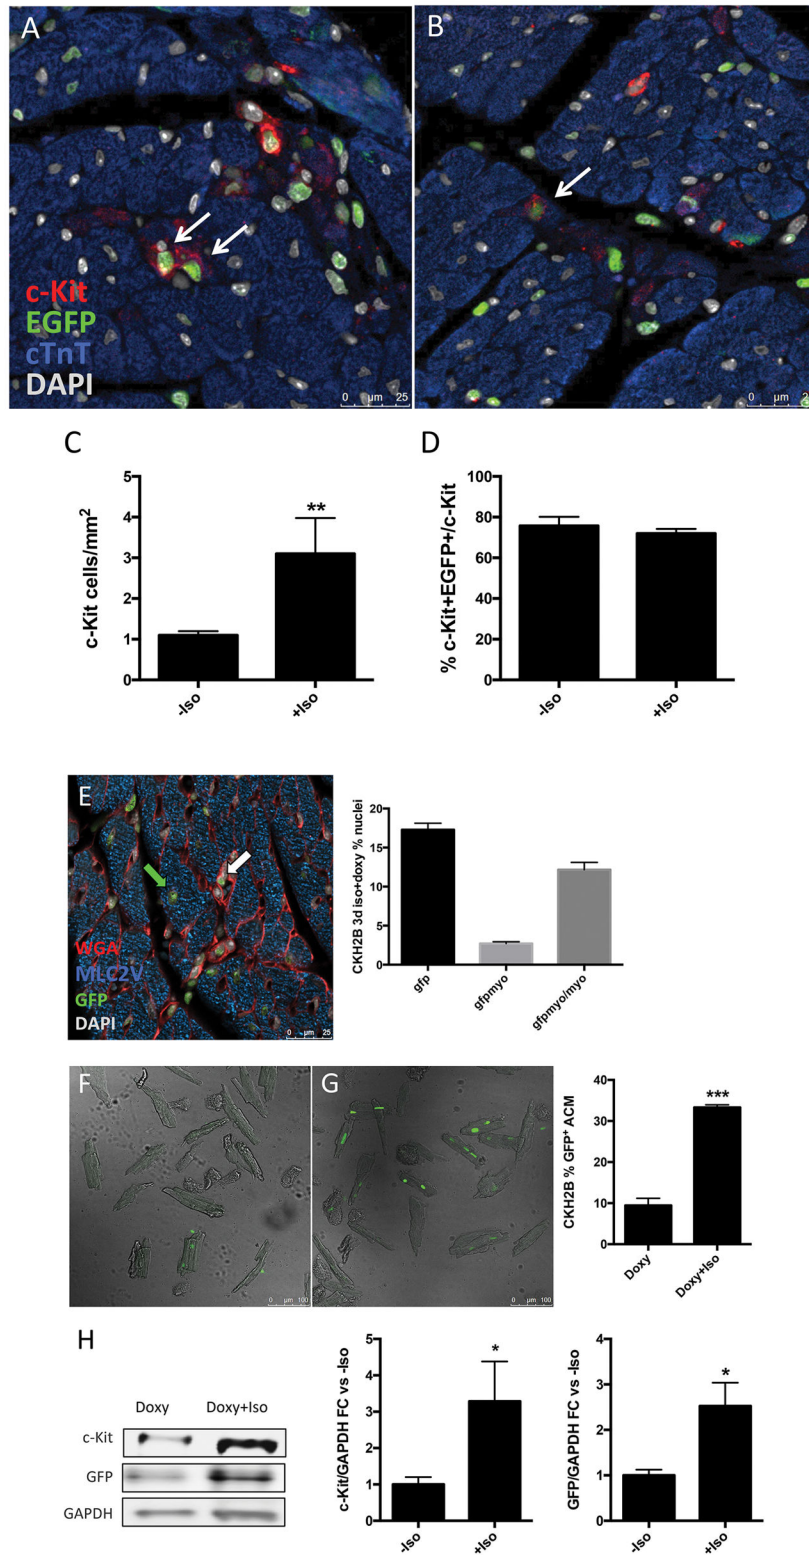 A
B
c-Kit
EGFP
cTnT
DAPI
0 µm 25
0 µm
C
D
c-Kit cells/mm²
5
4
3
2
1
0
**
-Iso
+Iso
% c-Kit+EGFP+/c-Kit
100
80
60
40
20
0
-Iso
+Iso
E
WGA
MLC2V
GFP
DAPI
0 µm 25
CKH2B 3d iso+doxy % nuclei
20
15
10
5
0
gfp
gfpmyo
gfpmyo/myo
F
G
0 µm 100
0 µm 100
CKH2B % GFP⁺ ACM
40
30
20
10
0
***
Doxy
Doxy+Iso
H
Doxy Doxy+Iso
c-Kit
GFP
GAPDH
c-Kit/GAPDH FC vs -Iso
5
4
3
2
1
0
*
-Iso
+Iso
GFP/GAPDH FC vs -Iso
4
3
2
1
0
*
-Iso
+Iso